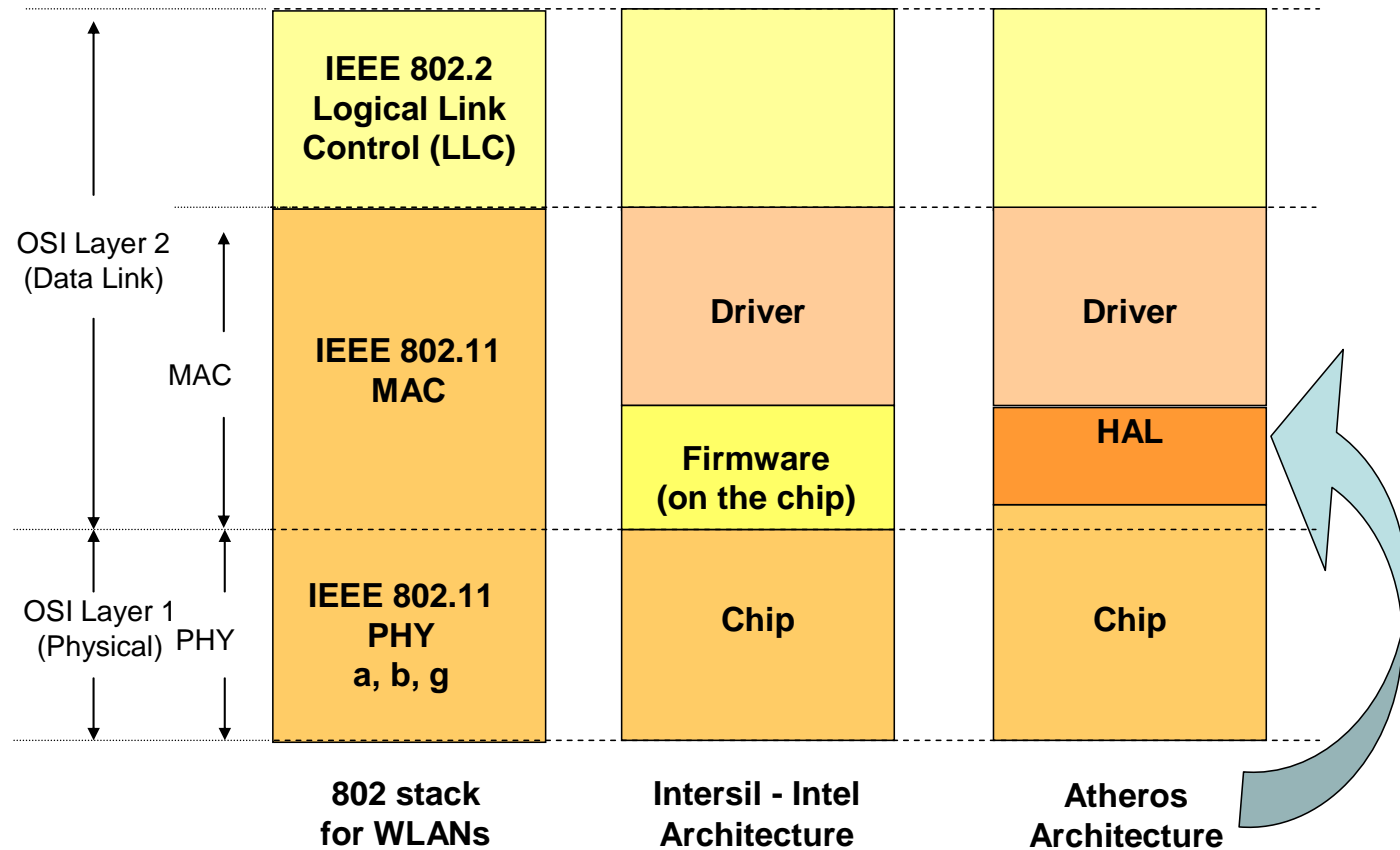 IEEE 802.2
Logical Link
Control (LLC)
OSI Layer 2
(Data Link)
MAC
IEEE 802.11
MAC
Driver
Driver
Firmware
(on the chip)
HAL
OSI Layer 1
(Physical)
PHY
IEEE 802.11
PHY
a, b, g
Chip
Chip
802 stack
for WLANs
Intersil - Intel
Architecture
Atheros
Architecture